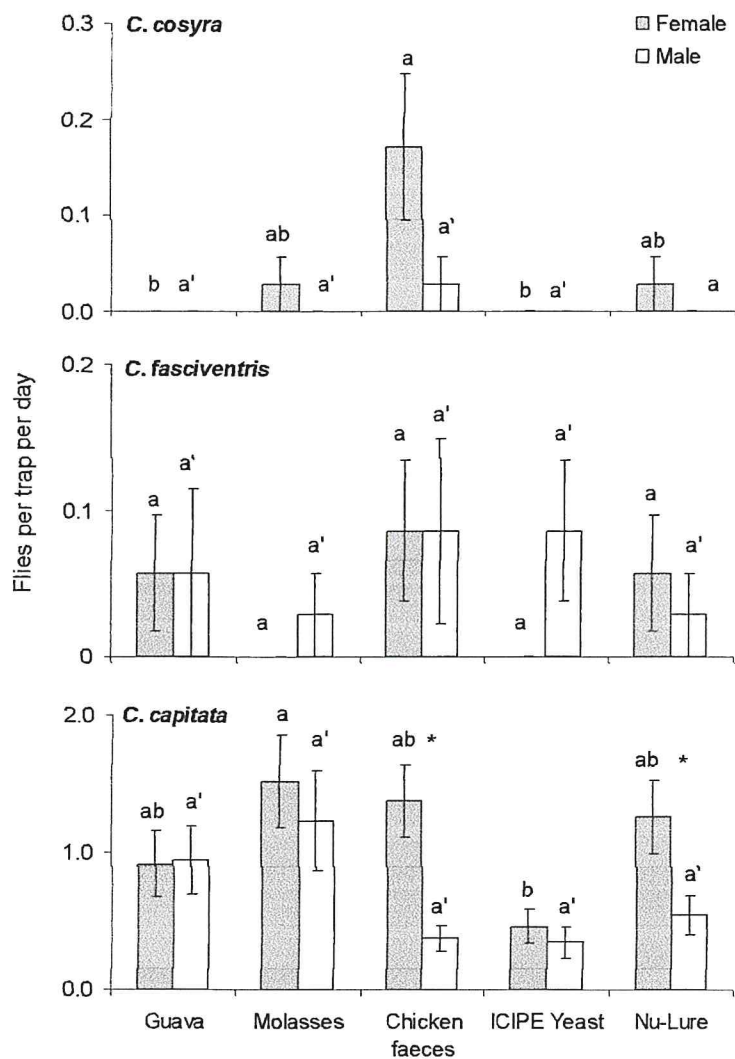 C. cosyra
Female
Male
0.3
0.2
0.1
0.0
b a' ab a' a a' b a' ab a
C. fasciventris
0.2
0.1
0
a a' a a' a a' a a' a a'
C. capitata
2.0
1.0
0.0
ab a' a a' ab * a' b a' ab * a'
Flies per trap per day
Guava Molasses Chicken faeces ICIPE Yeast Nu-Lure